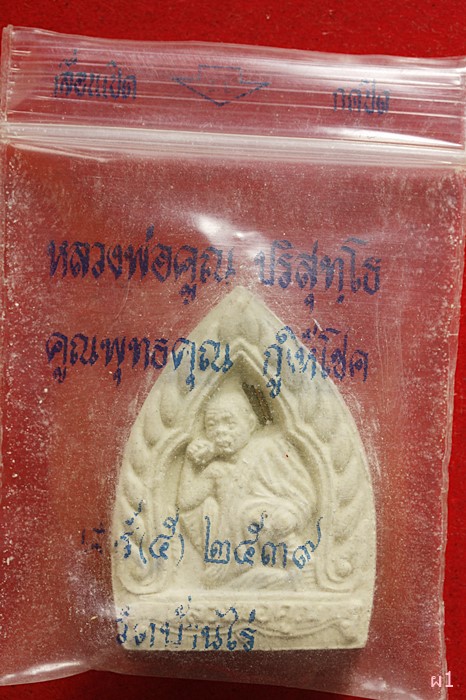 เลื่อนเปิด กดปิด
หลวงพ่อคูณ ปริสุทฺโธ
คูณพุทธคุณ กูให้โชค
(๕) ๒๕๓๗
วัดบ้านไร่
ผ1